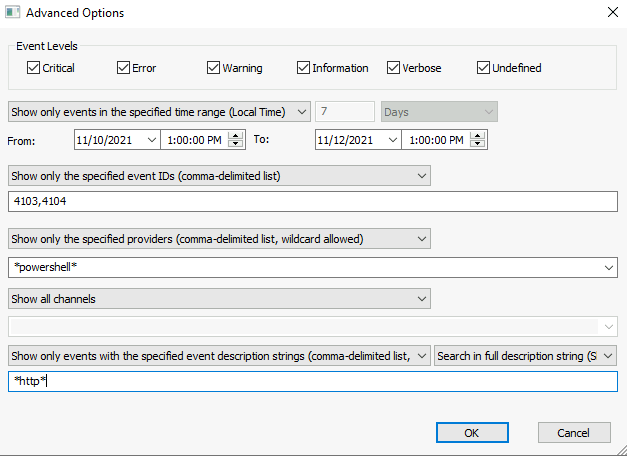 Advanced Options
Event Levels
Critical Error Warning Information Verbose Undefined
Show only events in the specified time range (Local Time) 7 Days
From: 11/10/2021 1:00:00 PM To: 11/12/2021 1:00:00 PM
Show only the specified event IDs (comma-delimited list)
4103,4104
Show only the specified providers (comma-delimited list, wildcard allowed)
*powershell*
Show all channels
Show only events with the specified event description strings (comma-delimited list, Search in full description string (S
*http*
OK Cancel